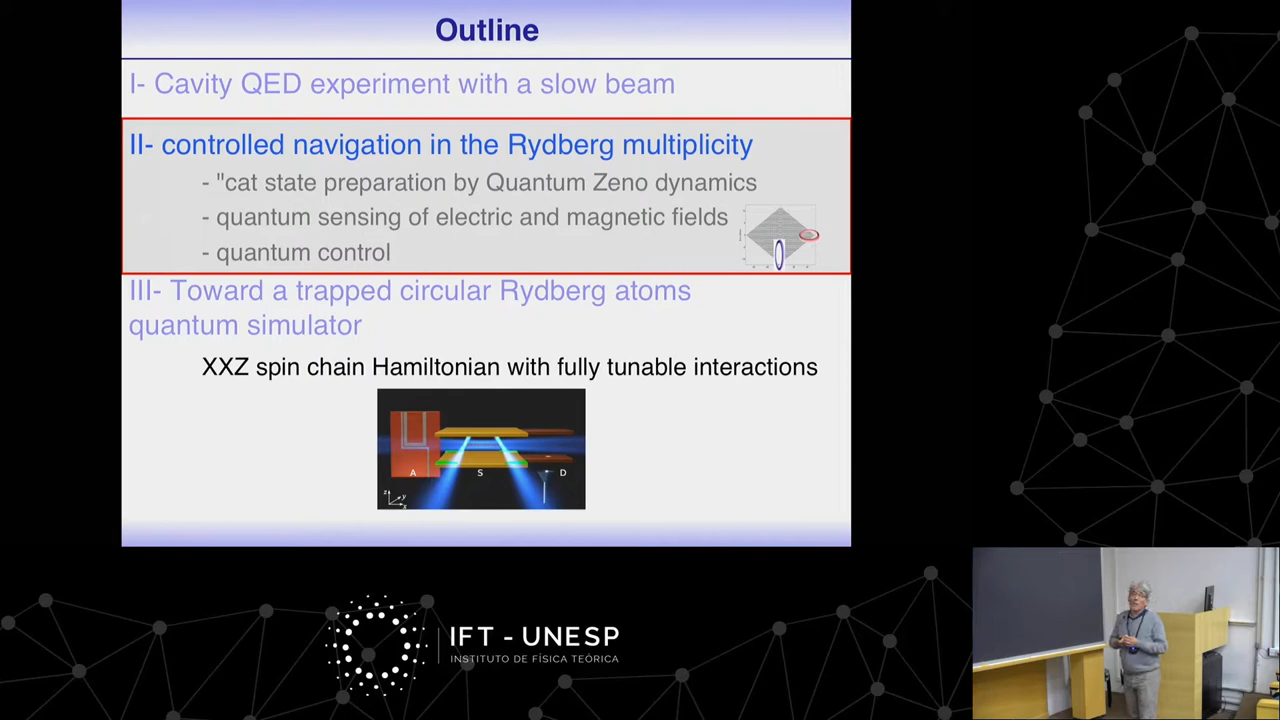 Outline
I- Cavity QED experiment with a slow beam
II- controlled navigation in the Rydberg multiplicity
- "cat state preparation by Quantum Zeno dynamics
- quantum sensing of electric and magnetic fields
- quantum control
III- Toward a trapped circular Rydberg atoms
quantum simulator
XXZ spin chain Hamiltonian with fully tunable interactions
A S D
z y
x
IFT - UNESP
INSTITUTO DE FÍSICA TEÓRICA